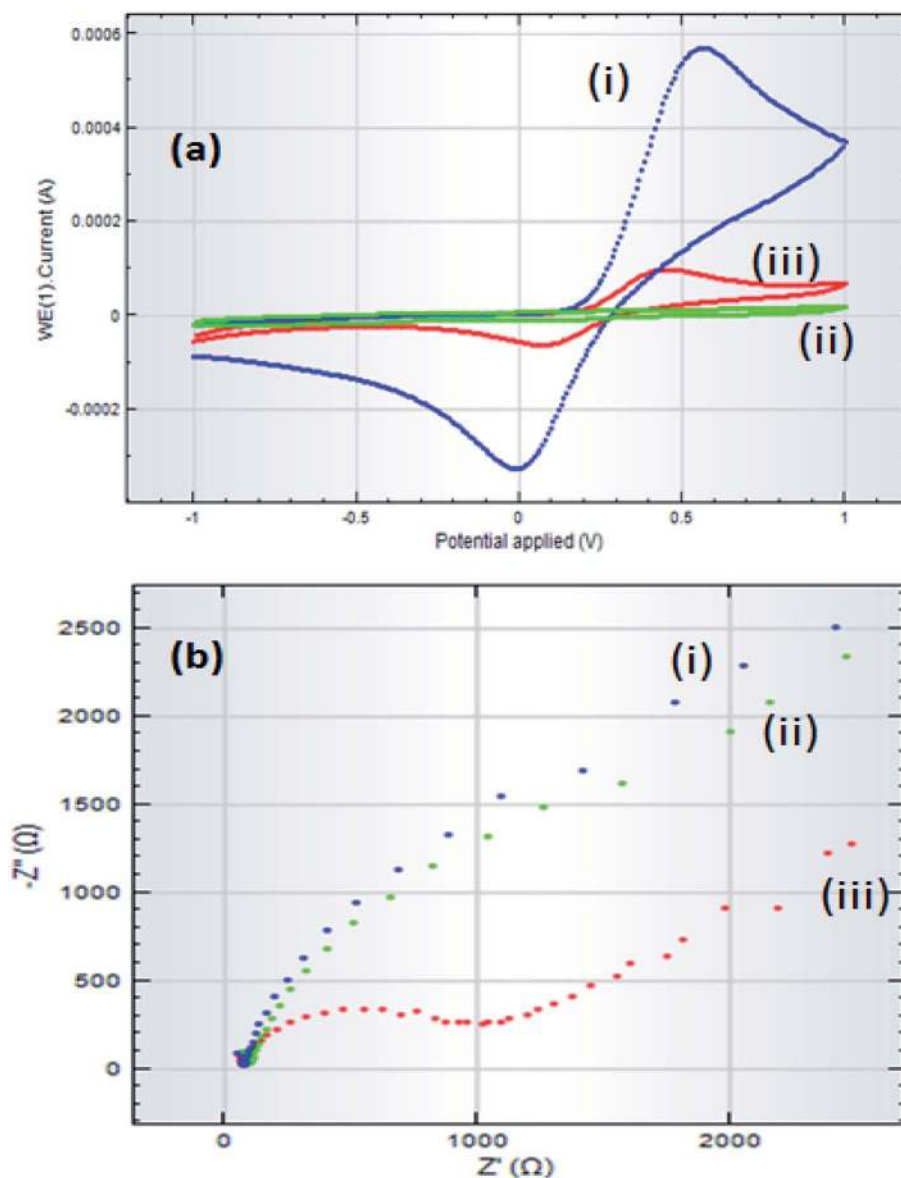 0.0006
(i)
0.0004
(a)
0.0002
(iii)
0
(ii)
-0.0002
WE(1).Current (A)
-1
-0.5
0
0.5
1
Potential applied (V)
2500
(b)
(i)
2000
(ii)
1500
1000
(iii)
500
0
-Z" (Ω)
0
1000
2000
Z' (Ω)